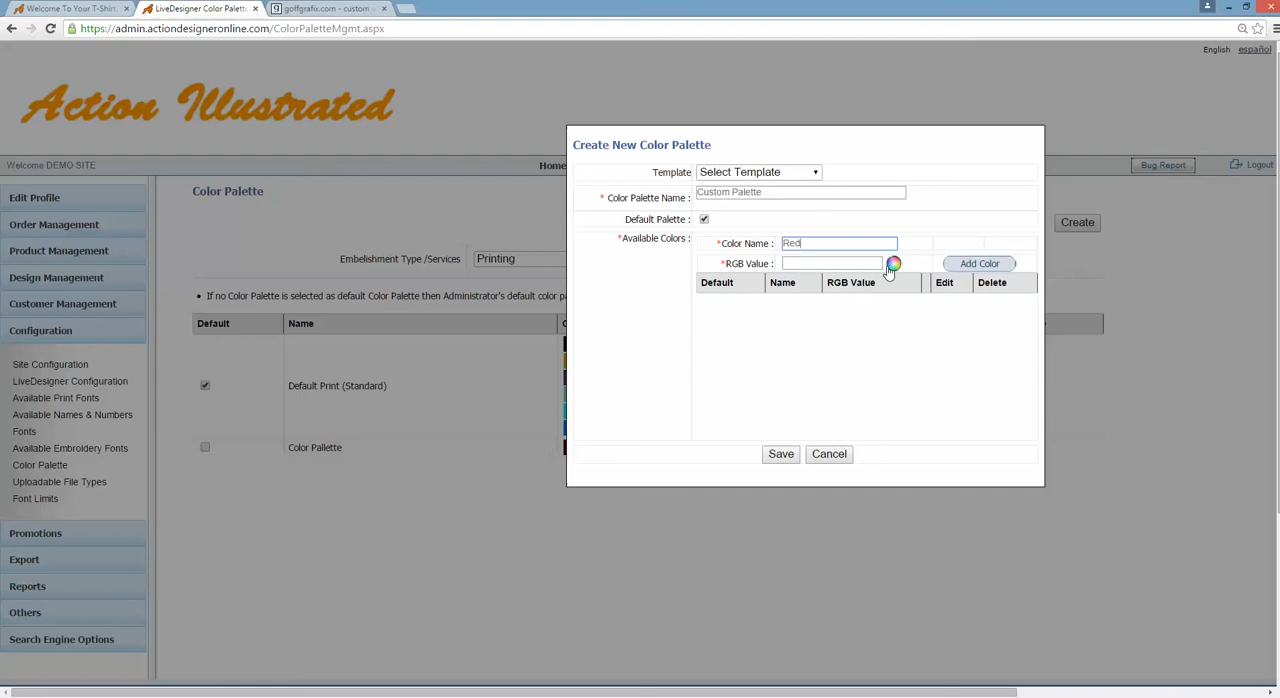 Welcome To Your T-Shirt.
LiveDesigner Color Palett
goffgrafix.com - custom
https://admin.actiondesigneronline.com/ColorPaletteMgmt.aspx
English español
Action Illustrated
Welcome DEMO SITE
Home
Bug Report
Logout
Edit Profile
Order Management
Product Management
Design Management
Customer Management
Configuration
Site Configuration
LiveDesigner Configuration
Available Print Fonts
Available Names & Numbers
Fonts
Available Embroidery Fonts
Color Palette
Uploadable File Types
Font Limits
Promotions
Export
Reports
Others
Search Engine Options
Color Palette
Create
Embelishment Type /Services Printing
• If no Color Palette is selected as default Color Palette then Administrator's default color pa
Default Name
Default Print (Standard)
Color Pallette
Create New Color Palette
Template Select Template
* Color Palette Name : Custom Palette
Default Palette :
*Available Colors :
*Color Name : Red
*RGB Value :
Add Color
Default Name RGB Value Edit Delete
Save Cancel